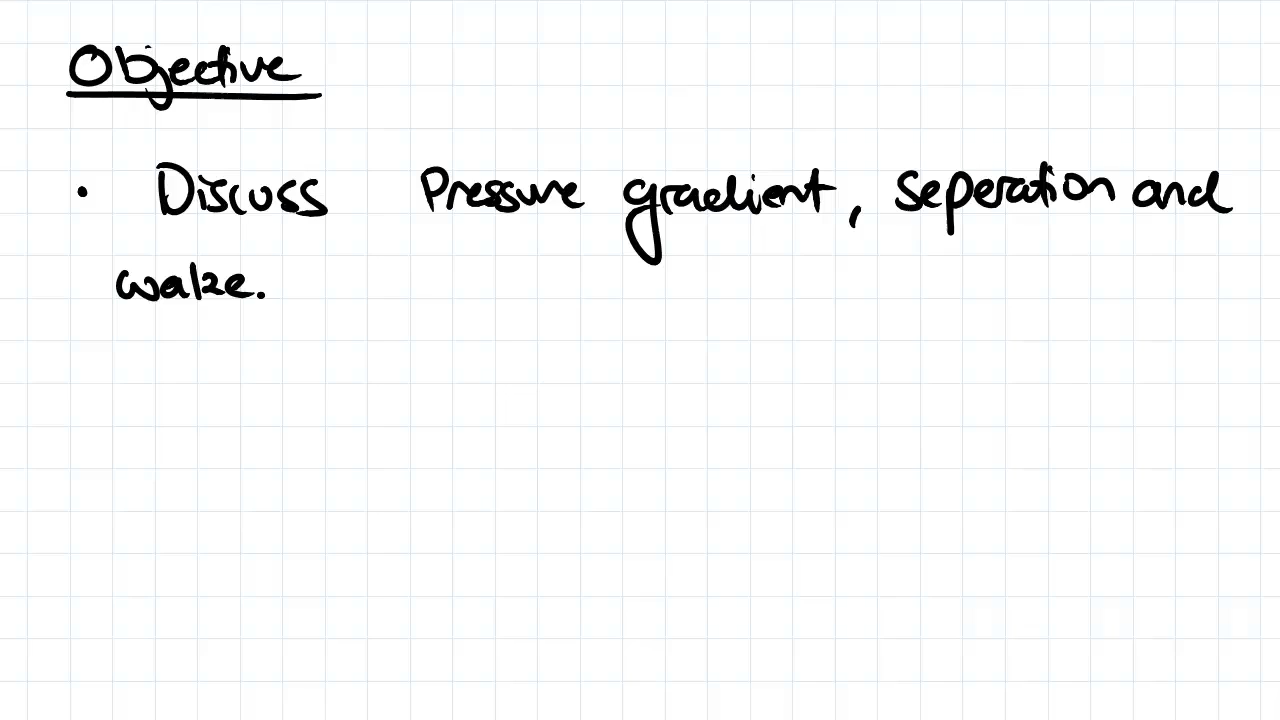 Objective
• Discuss Pressure gradient, seperation and
wake.